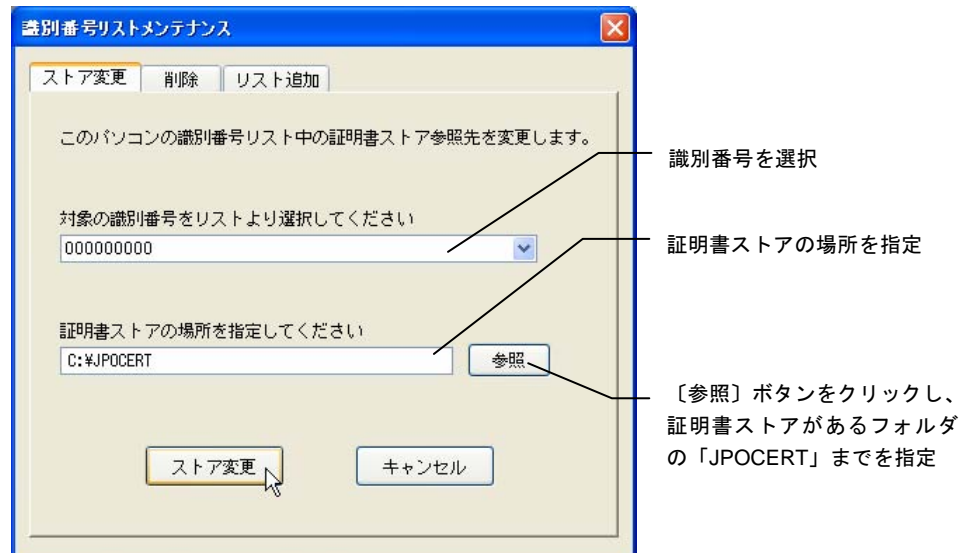 識別番号リストメンテナンス
ストア変更 削除 リスト追加
このパソコンの識別番号リスト中の証明書ストア参照先を変更します。
識別番号を選択
対象の識別番号をリストより選択してください
000000000
証明書ストアの場所を指定
証明書ストアの場所を指定してください
C:¥JPOCERT
参照
〔参照〕ボタンをクリックし、
証明書ストアがあるフォルダ
の「JPOCERT」までを指定
ストア変更 キャンセル